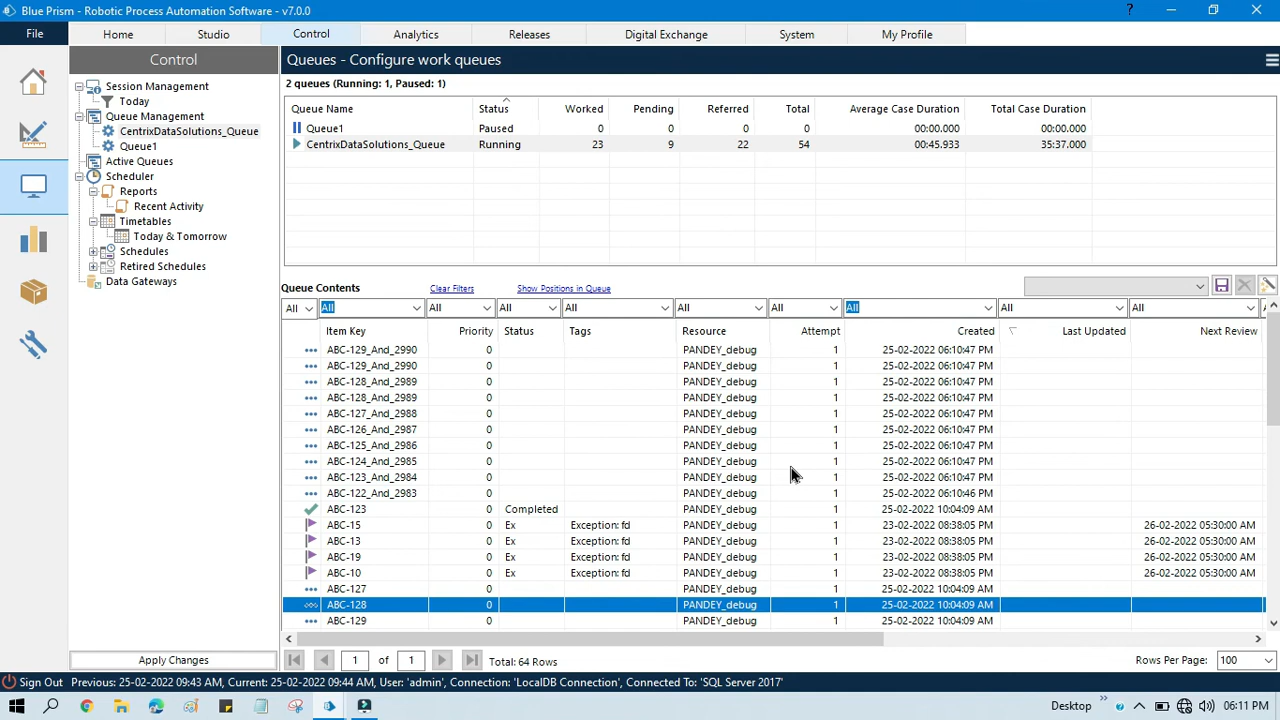 Blue Prism - Robotic Process Automation Software - v7.0.0 ?
File Home Studio Control Analytics Releases Digital Exchange System My Profile
Control
Session Management
Today
Queue Management
CentrixDataSolutions_Queue
Queue1
Active Queues
Scheduler
Reports
Recent Activity
Timetables
Today & Tomorrow
Schedules
Retired Schedules
Data Gateways
Apply Changes
Queues - Configure work queues
2 queues (Running: 1, Paused: 1)
Queue Name Status Worked Pending Referred Total Average Case Duration Total Case Duration
Queue1 Paused 0 0 0 0 00:00.000 00:00.000
CentrixDataSolutions_Queue Running 23 9 22 54 00:45.933 35:37.000
Queue Contents Clear Filters Show Positions in Queue
All All All All All All All All All All
Item Key Priority Status Tags Resource Attempt Created Last Updated Next Review
ABC-129_And_2990 0 PANDEY_debug 1 25-02-2022 06:10:47 PM
ABC-129_And_2990 0 PANDEY_debug 1 25-02-2022 06:10:47 PM
ABC-128_And_2989 0 PANDEY_debug 1 25-02-2022 06:10:47 PM
ABC-128_And_2989 0 PANDEY_debug 1 25-02-2022 06:10:47 PM
ABC-127_And_2988 0 PANDEY_debug 1 25-02-2022 06:10:47 PM
ABC-126_And_2987 0 PANDEY_debug 1 25-02-2022 06:10:47 PM
ABC-125_And_2986 0 PANDEY_debug 1 25-02-2022 06:10:47 PM
ABC-124_And_2985 0 PANDEY_debug 1 25-02-2022 06:10:47 PM
ABC-123_And_2984 0 PANDEY_debug 1 25-02-2022 06:10:47 PM
ABC-122_And_2983 0 PANDEY_debug 1 25-02-2022 06:10:46 PM
ABC-123 0 Completed PANDEY_debug 1 25-02-2022 10:04:09 AM
ABC-15 0 Ex Exception: fd PANDEY_debug 1 23-02-2022 08:38:05 PM 26-02-2022 05:30:00 AM
ABC-13 0 Ex Exception: fd PANDEY_debug 1 23-02-2022 08:38:05 PM 26-02-2022 05:30:00 AM
ABC-19 0 Ex Exception: fd PANDEY_debug 1 23-02-2022 08:38:05 PM 26-02-2022 05:30:00 AM
ABC-10 0 Ex Exception: fd PANDEY_debug 1 23-02-2022 08:38:05 PM 26-02-2022 05:30:00 AM
ABC-127 0 PANDEY_debug 1 25-02-2022 10:04:09 AM
ABC-128 0 PANDEY_debug 1 25-02-2022 10:04:09 AM
ABC-129 0 PANDEY_debug 1 25-02-2022 10:04:09 AM
1 of 1 Total: 64 Rows Rows Per Page: 100
Sign Out Previous: 25-02-2022 09:43 AM, Current: 25-02-2022 09:44 AM, User: 'admin', Connection: 'LocalDB Connection', Connected To: 'SQL Server 2017'
Desktop 06:11 PM